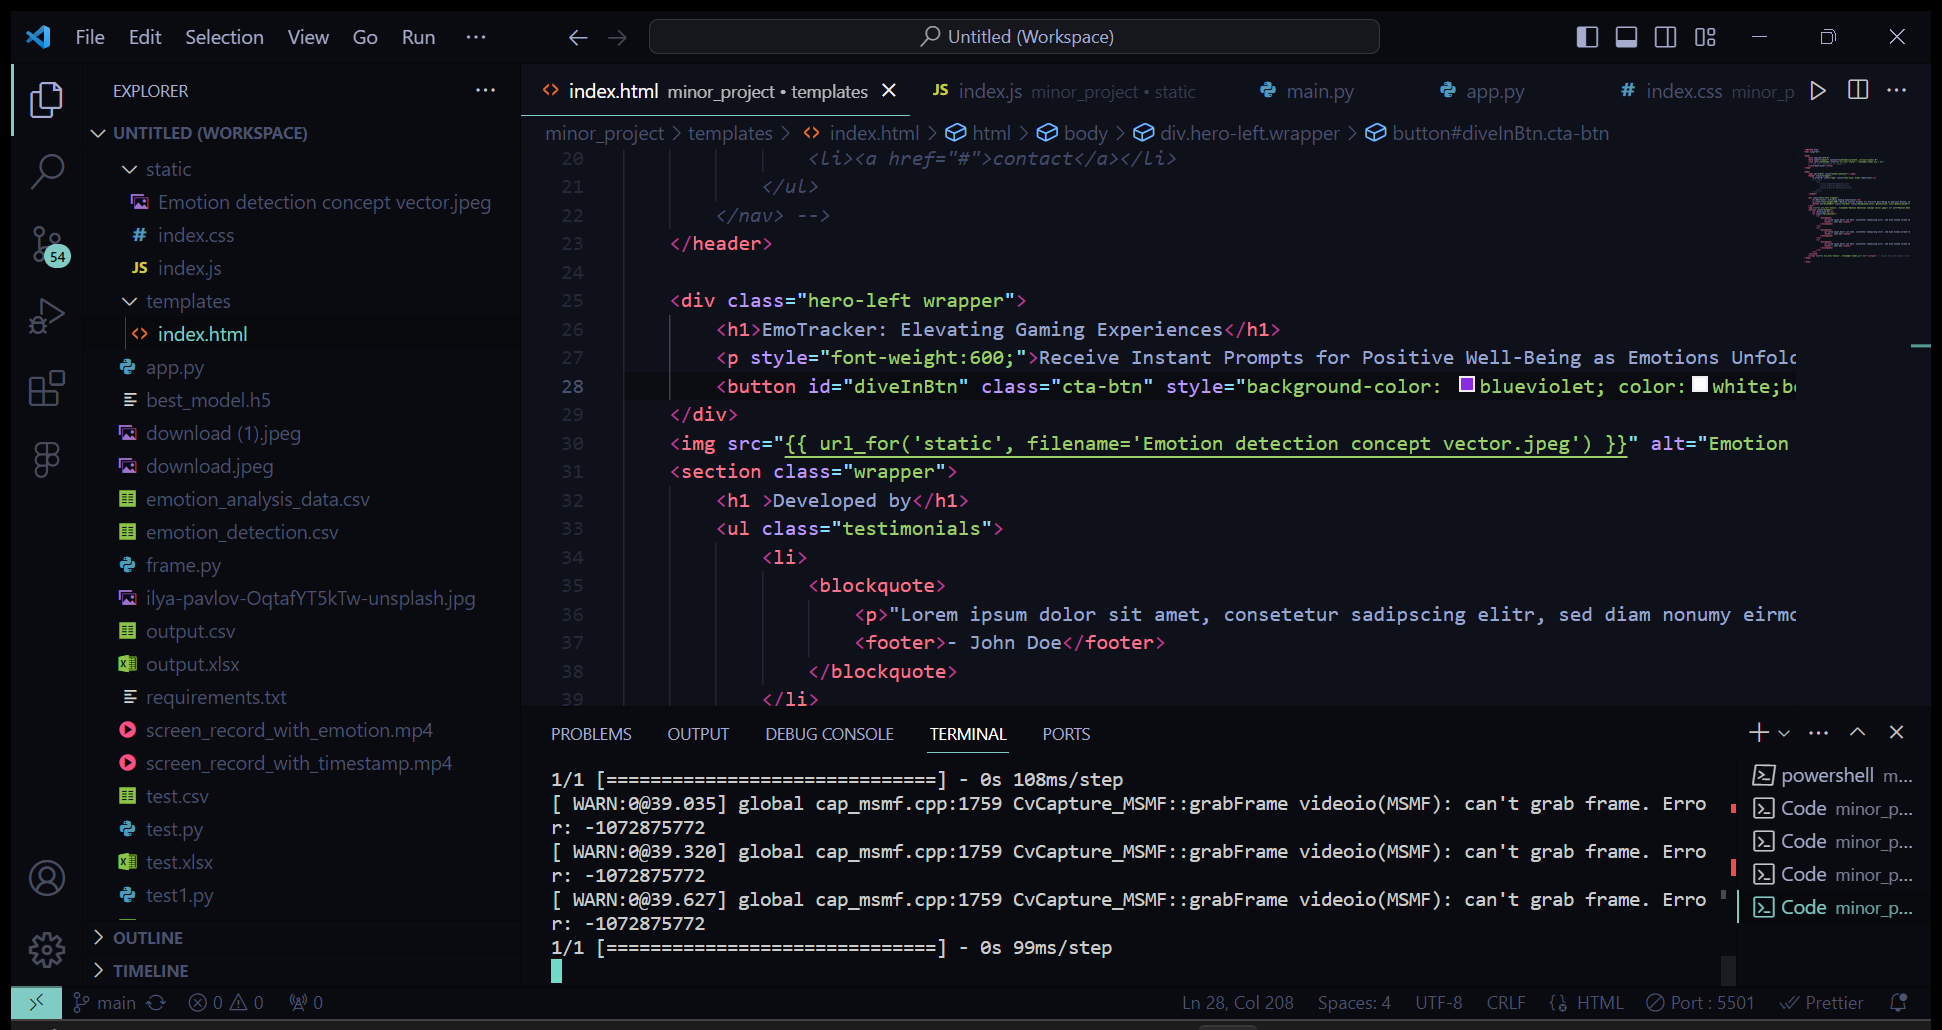 File Edit Selection View Go Run ···
Untitled (Workspace)
EXPLORER ···
UNTITLED (WORKSPACE)
static
Emotion detection concept vector.jpeg
# index.css
JS index.js
templates
<> index.html
app.py
best_model.h5
download (1).jpeg
download.jpeg
emotion_analysis_data.csv
emotion_detection.csv
frame.py
ilya-pavlov-OqtafYT5kTw-unsplash.jpg
output.csv
output.xlsx
requirements.txt
screen_record_with_emotion.mp4
screen_record_with_timestamp.mp4
test.csv
test.py
test.xlsx
test1.py
OUTLINE
TIMELINE
54
<> index.html minor_project • templates
JS index.js minor_project • static
main.py
app.py
# index.css minor_p
minor_project > templates > <> index.html > html > body > div.hero-left.wrapper > button#diveInBtn.cta-btn
20 <li><a href="#">contact</a></li>
21 </ul>
22 </nav> -->
23 </header>
24
25 <div class="hero-left wrapper">
26 <h1>EmoTracker: Elevating Gaming Experiences</h1>
27 <p style="font-weight:600;">Receive Instant Prompts for Positive Well-Being as Emotions Unfol
28 <button id="diveInBtn" class="cta-btn" style="background-color: blueviolet; color: white;b
29 </div>
30 <img src="{{ url_for('static', filename='Emotion detection concept vector.jpeg') }}" alt="Emotion
31 <section class="wrapper">
32 <h1 >Developed by</h1>
33 <ul class="testimonials">
34 <li>
35 <blockquote>
36 <p>"Lorem ipsum dolor sit amet, consetetur sadipscing elitr, sed diam nonumy eirmo
37 <footer>- John Doe</footer>
38 </blockquote>
39 </li>
PROBLEMS OUTPUT DEBUG CONSOLE TERMINAL PORTS
1/1 [==============================] - 0s 108ms/step
[ WARN:0@39.035] global cap_msmf.cpp:1759 CvCapture_MSMF::grabFrame videoio(MSMF): can't grab frame. Erro
r: -1072875772
[ WARN:0@39.320] global cap_msmf.cpp:1759 CvCapture_MSMF::grabFrame videoio(MSMF): can't grab frame. Erro
r: -1072875772
[ WARN:0@39.627] global cap_msmf.cpp:1759 CvCapture_MSMF::grabFrame videoio(MSMF): can't grab frame. Erro
r: -1072875772
1/1 [==============================] - 0s 99ms/step
powershell m...
Code minor_p...
Code minor_p...
Code minor_p...
Code minor_p...
main 0 0 0
Ln 28, Col 208 Spaces: 4 UTF-8 CRLF HTML Port : 5501 Prettier